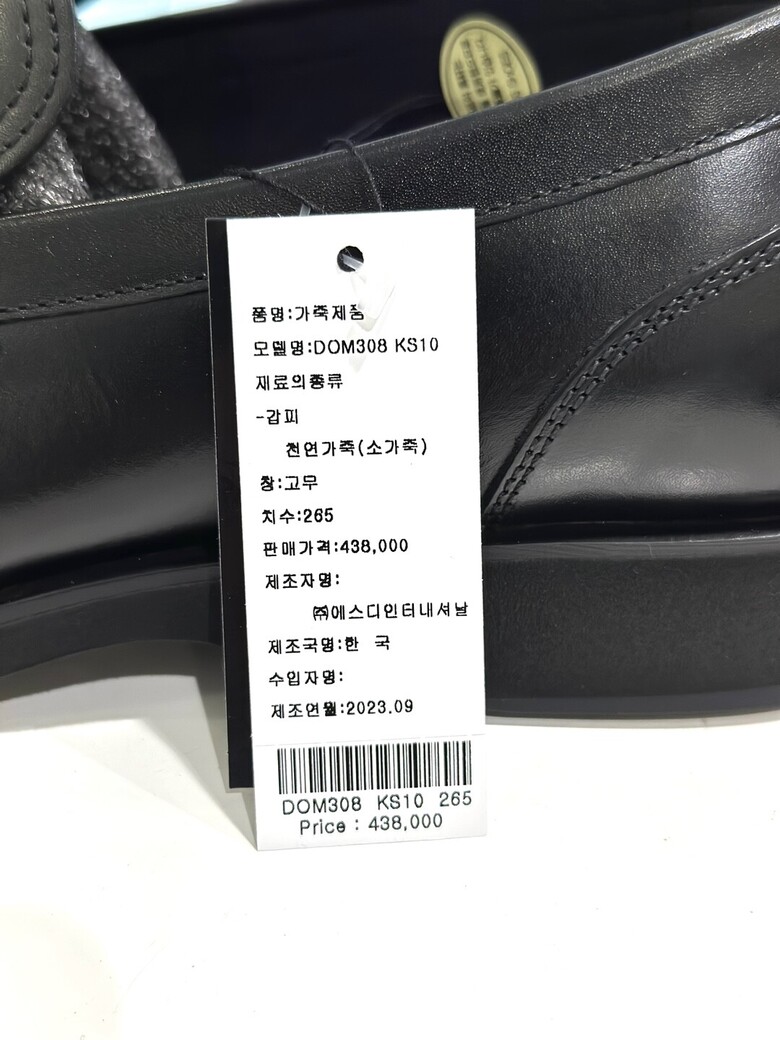 품명:가죽제품
모델명:DOM308 KS10
재료의종류
-갑피
천연가죽(소가죽)
창:고무
치수:265
판매가격:438,000
제조자명:
㈜에스디인터내셔날
제조국명:한 국
수입자명:
제조연월:2023.09
DOM308 KS10 265
Price : 438,000